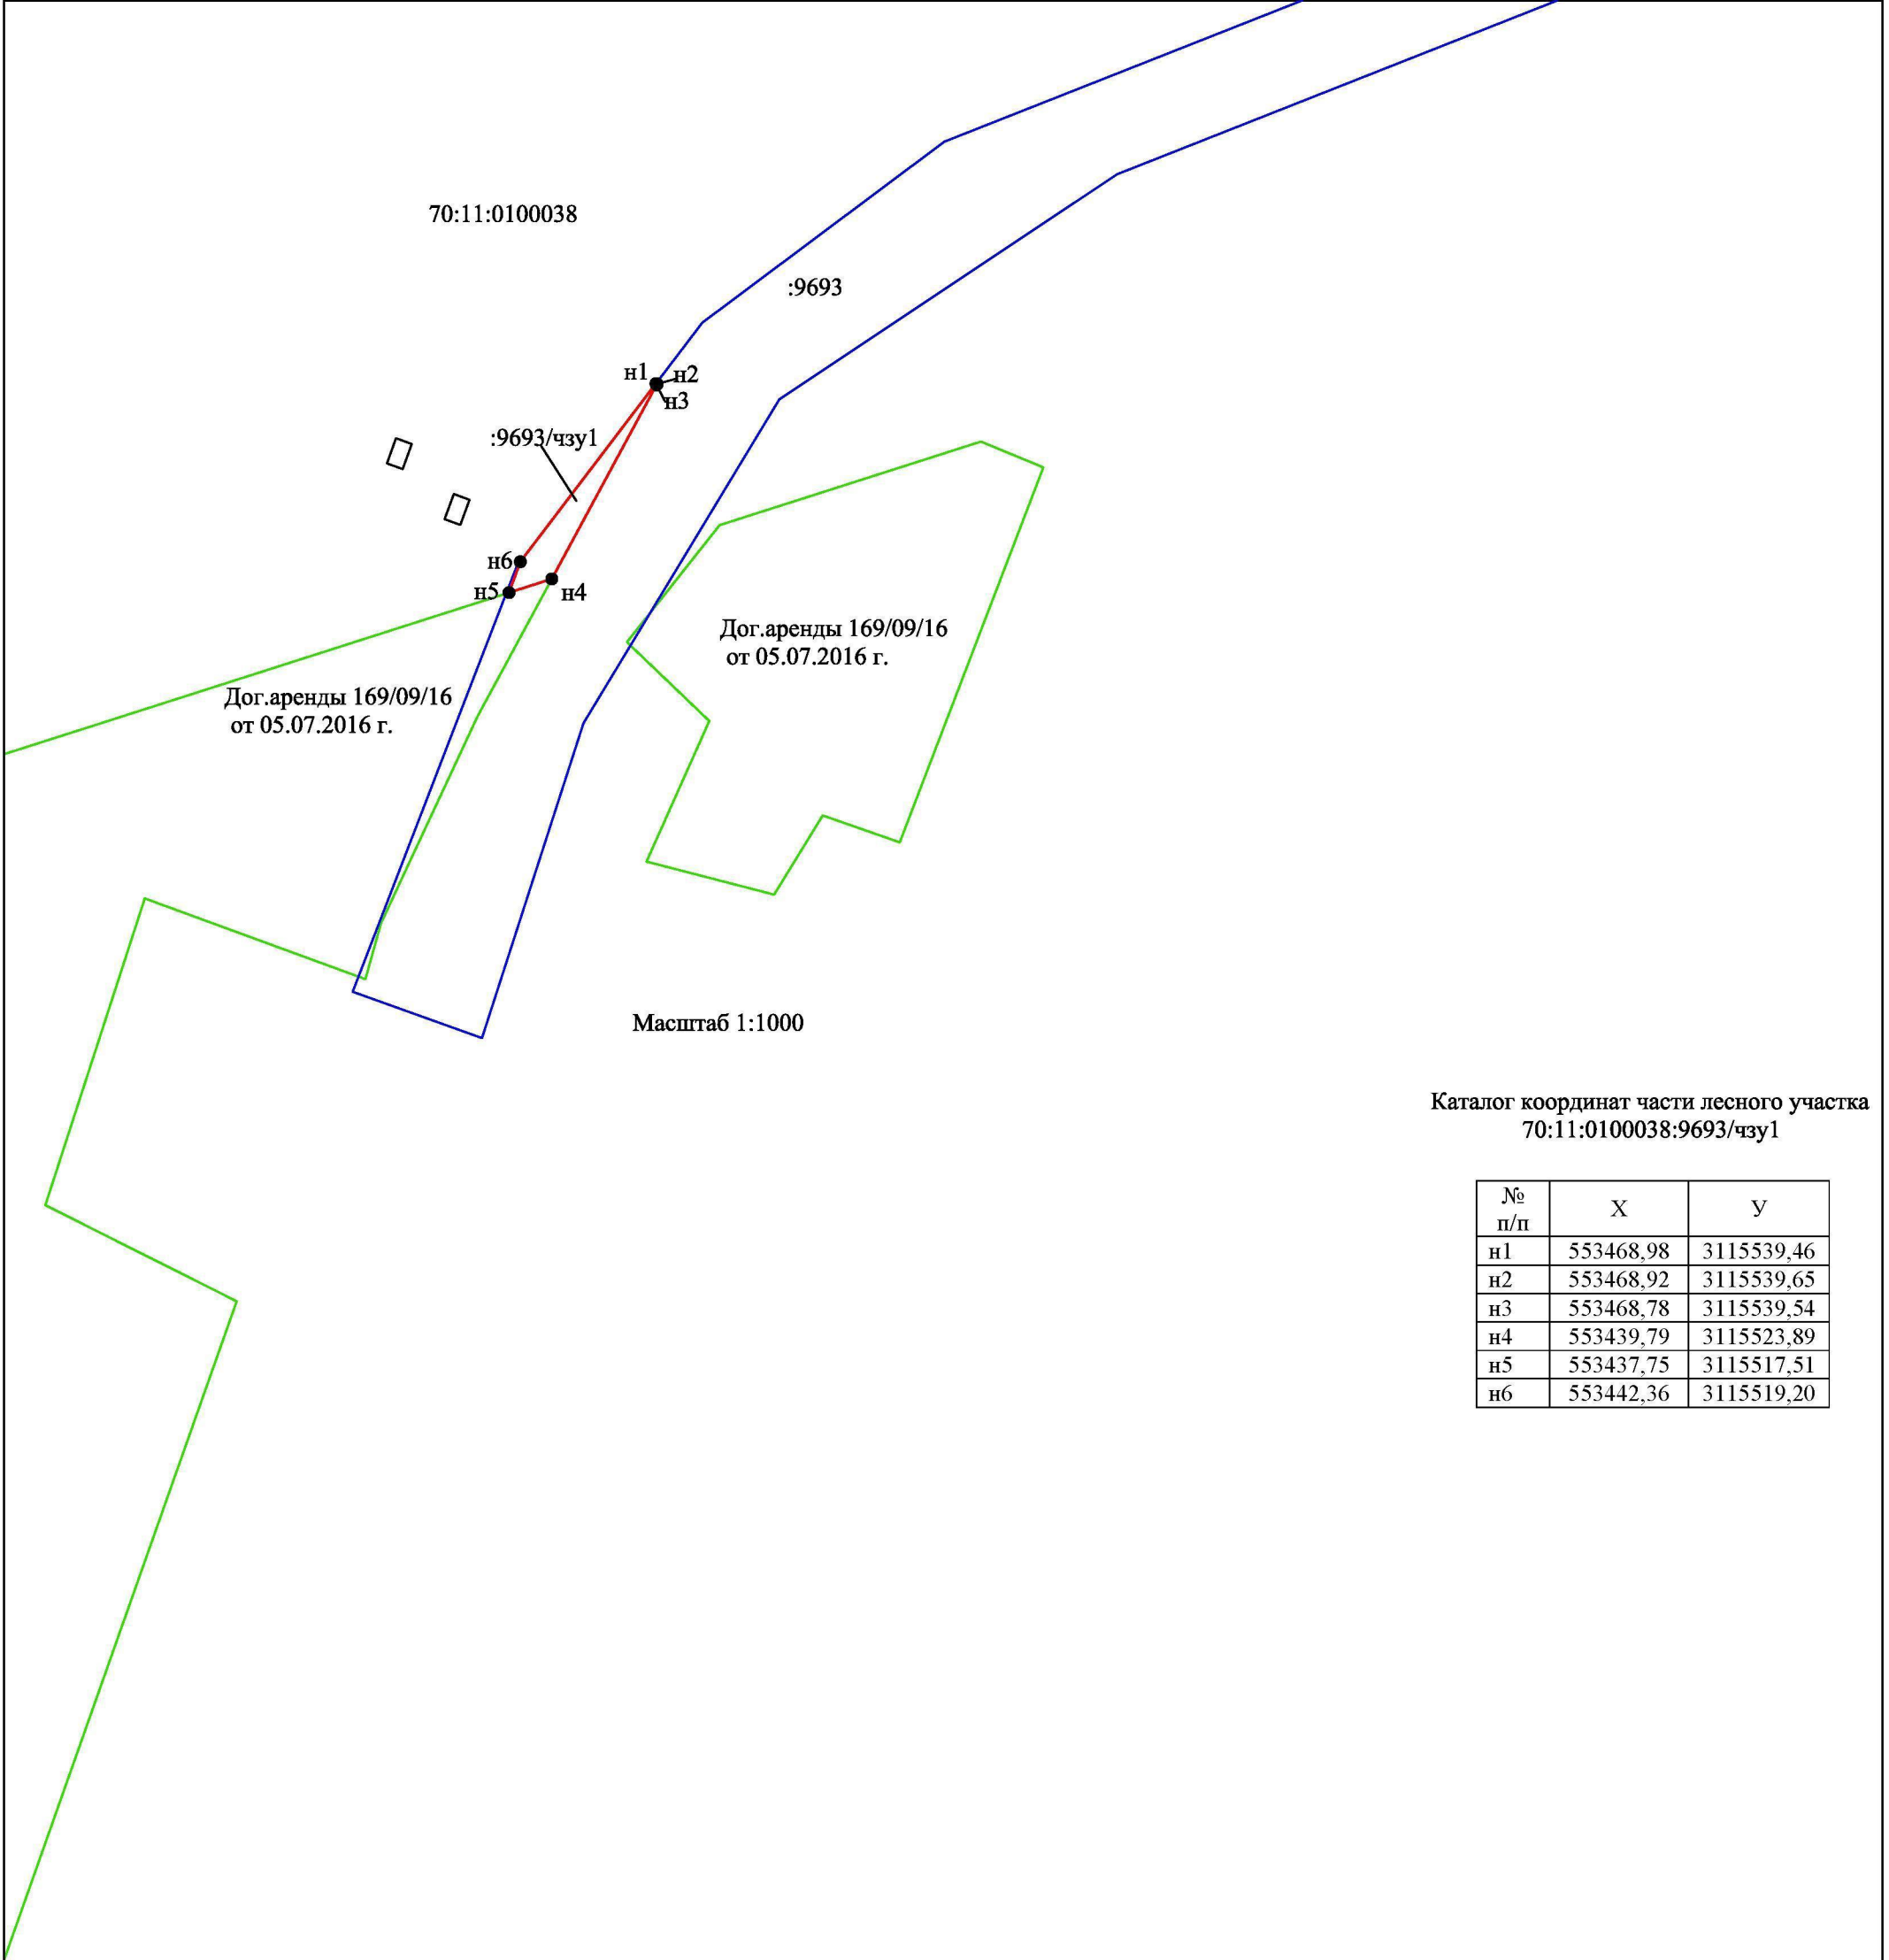 70:11:0100038
:9693
н1
н2
н3
:9693/чзу1
н6
н5
н4
Дог.аренды 169/09/16
от 05.07.2016 г.
Дог.аренды 169/09/16
от 05.07.2016 г.
Масштаб 1:1000
Каталог координат части лесного участка
70:11:0100038:9693/чзу1
№ п/п X У
н1 553468,98 3115539,46
н2 553468,92 3115539,65
н3 553468,78 3115539,54
н4 553439,79 3115523,89
н5 553437,75 3115517,51
н6 553442,36 3115519,20